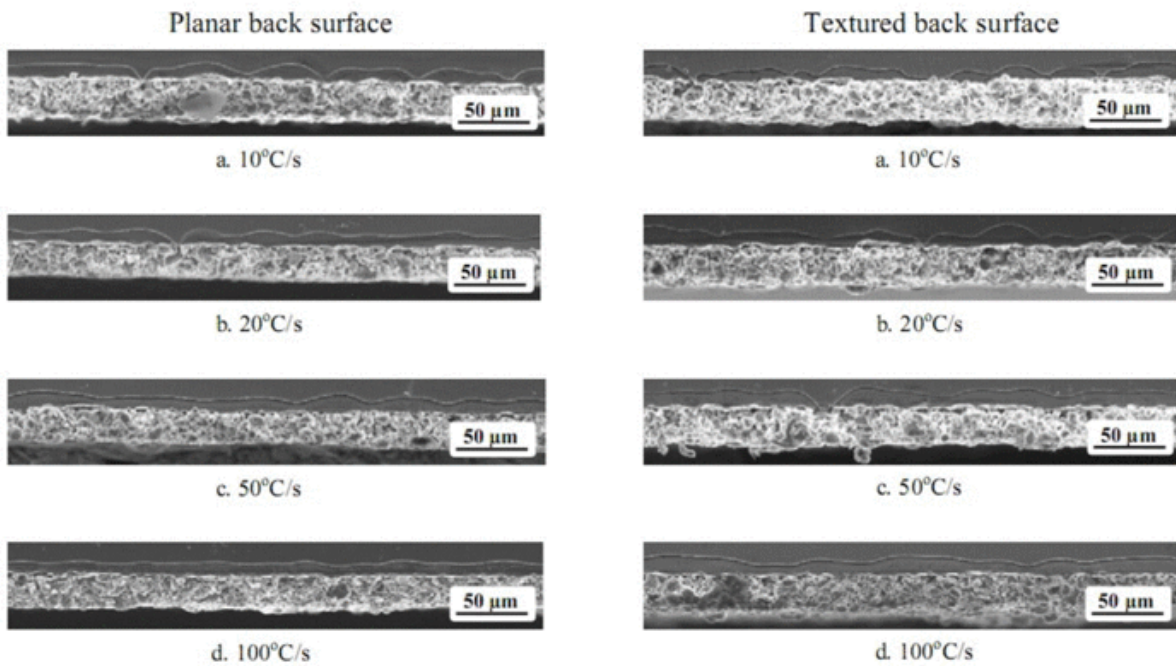 Planar back surface
Textured back surface
50 µm
50 µm
a. 10°C/s
a. 10°C/s
50 µm
50 µm
b. 20°C/s
b. 20°C/s
50 µm
50 µm
c. 50°C/s
c. 50°C/s
50 µm
50 µm
d. 100°C/s
d. 100°C/s